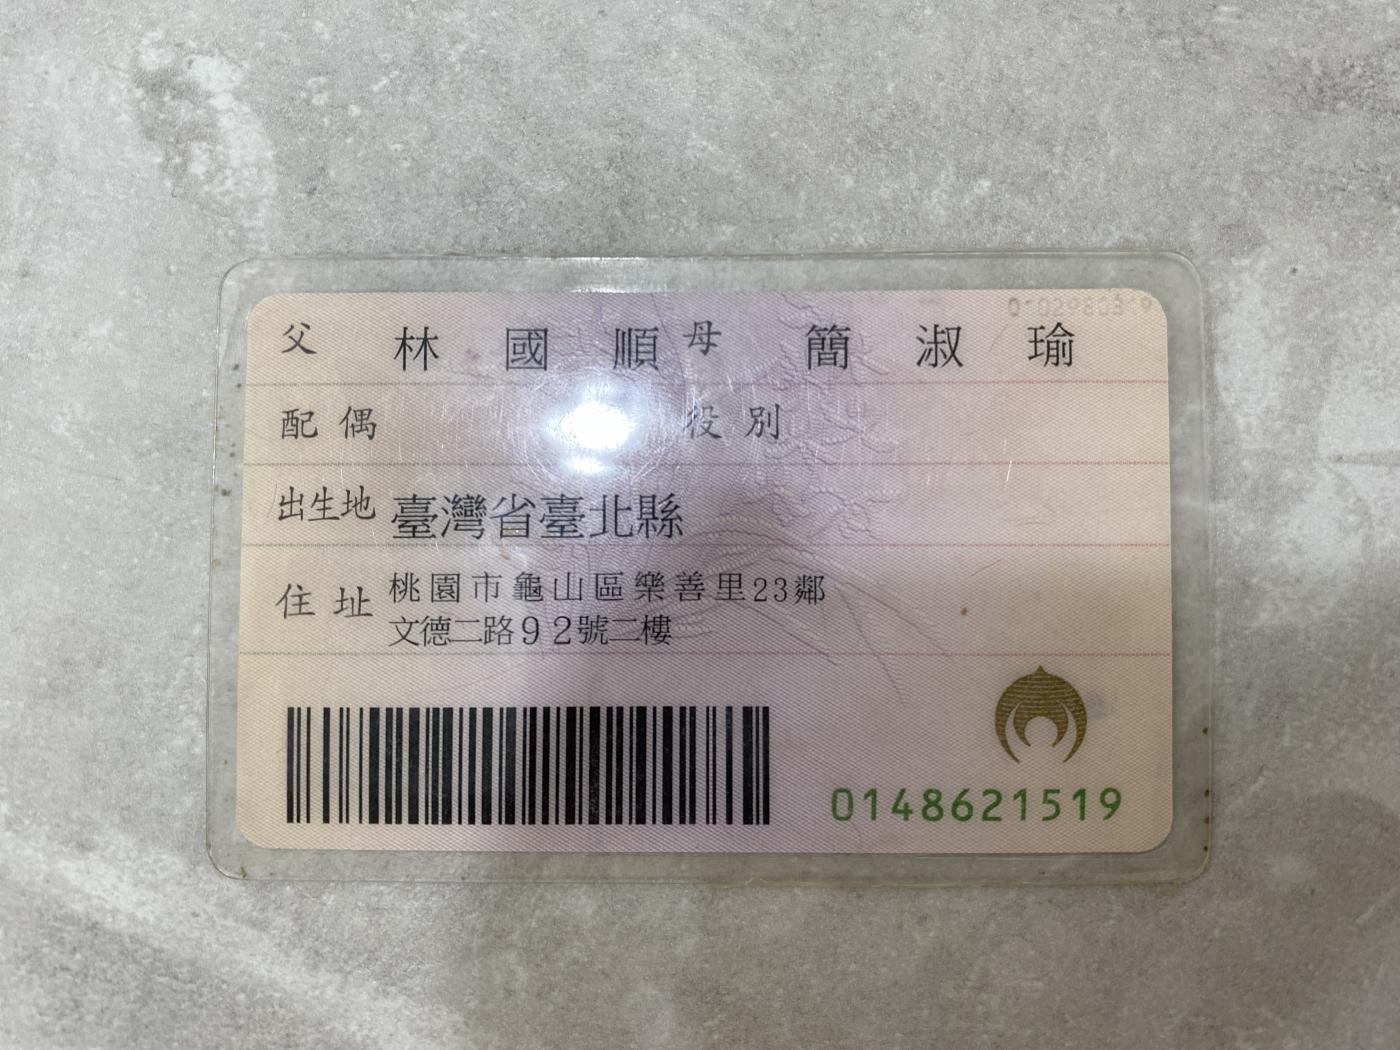 父 林國順 母 簡淑瑜
配偶 役別
出生地 臺灣省臺北縣
住址 桃園市龜山區樂善里23鄰
文德二路92號二樓
0148621519